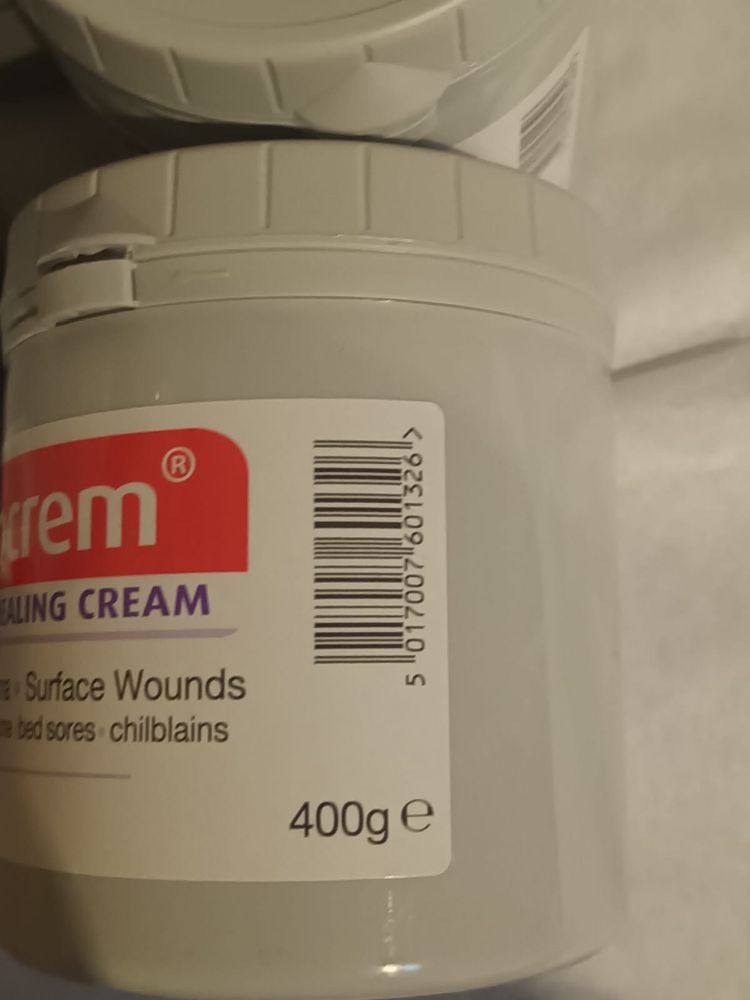 crem®
EALING CREAM
Surface Wounds
bed sores • chilblains
400g ℮
5 017007 601326 >